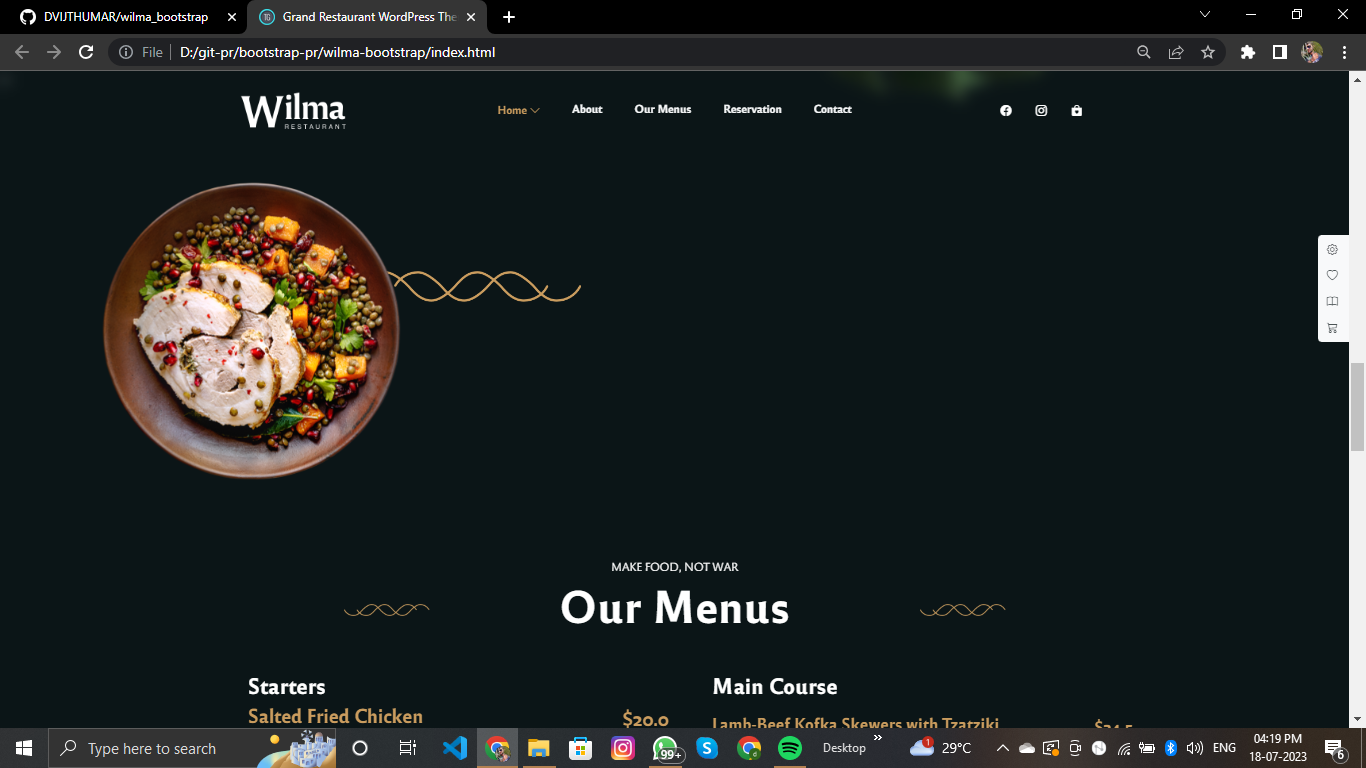 DVIJTHUMAR/wilma_bootstrap
Grand Restaurant WordPress The
File
D:/git-pr/bootstrap-pr/wilma-bootstrap/index.html
Wilma
RESTAURANT
Home
About
Our Menus
Reservation
Contact
MAKE FOOD, NOT WAR
Our Menus
Starters
Main Course
Salted Fried Chicken
$20.0
Lamb-Beef Kofka Skewers with Tzatziki
$34.5
Type here to search
99+
Desktop
1
29°C
ENG
04:19 PM
18-07-2023
6